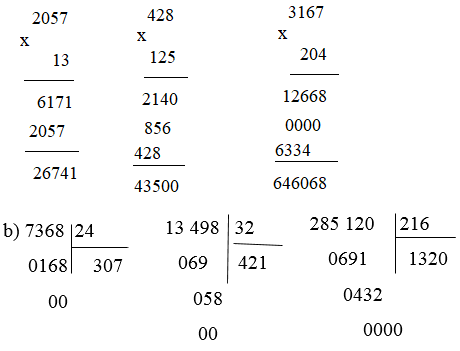 2057 428 3167
x x x
13 125 204
6171 2140 12668
2057 856 0000
26741 428 6334
43500 646068
b) 7368 24 13 498 32 285 120 216
0168 307 069 421 0691 1320
00 058 0432
00 0000